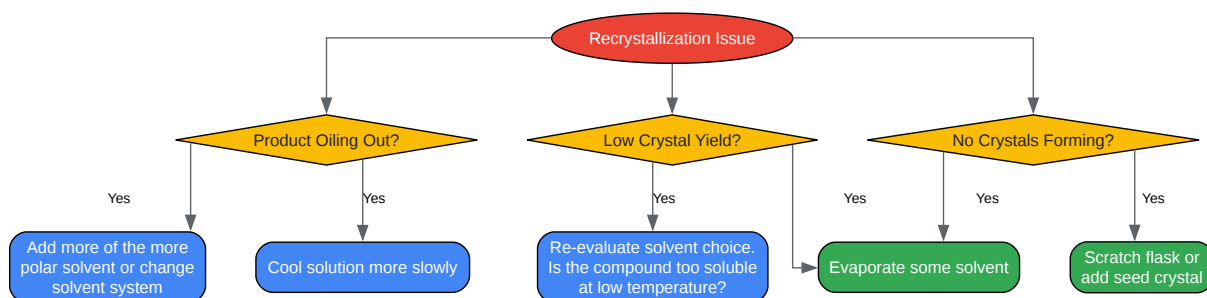 Recrystallization Issue
Product Oiling Out?
Low Crystal Yield?
No Crystals Forming?
Yes
Yes
Yes
Yes
Yes
Yes
Add more of the more
polar solvent or change
solvent system
Cool solution more slowly
Re-evaluate solvent choice.
Is the compound too soluble
at low temperature?
Evaporate some solvent
Scratch flask or
add seed crystal